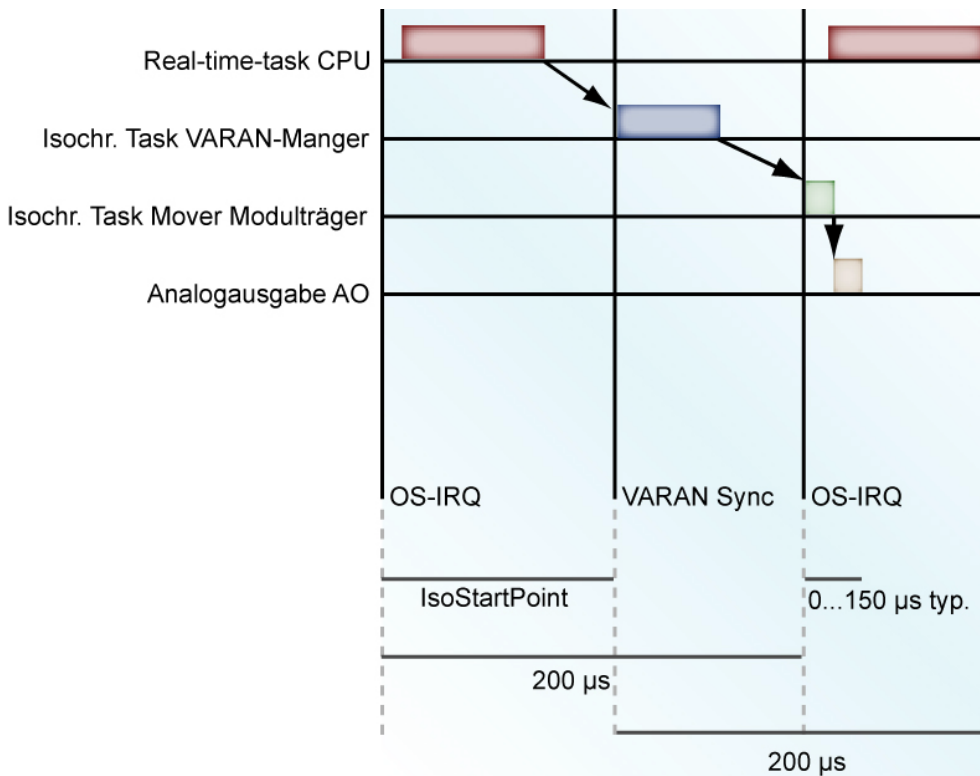 Real-time-task CPU
Isochr. Task VARAN-Manger
Isochr. Task Mover Modulträger
Analogausgabe AO
OS-IRQ
VARAN Sync
OS-IRQ
IsoStartPoint
0...150 µs typ.
200 µs
200 µs